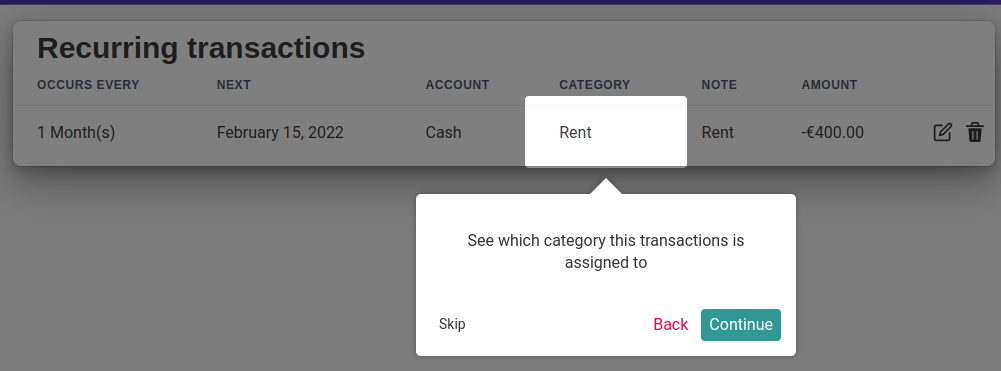 Recurring transactions
OCCURS EVERY NEXT ACCOUNT CATEGORY NOTE AMOUNT
1 Month(s) February 15, 2022 Cash Rent Rent -€400.00
See which category this transactions is
assigned to
Skip Back Continue